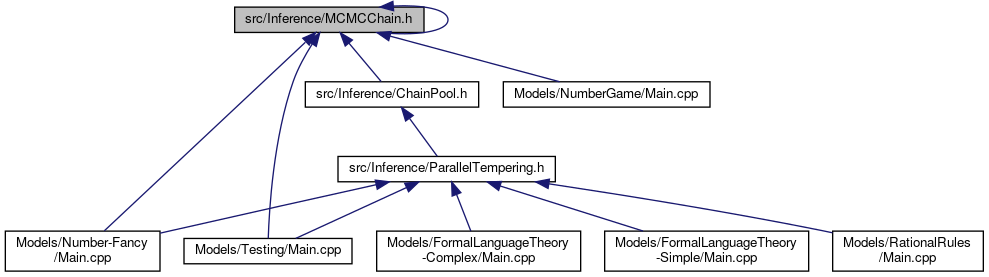 src/Inference/MCMCChain.h
src/Inference/ChainPool.h
Models/NumberGame/Main.cpp
src/Inference/ParallelTempering.h
Models/Number-Fancy
/Main.cpp
Models/Testing/Main.cpp
Models/FormalLanguageTheory
-Complex/Main.cpp
Models/FormalLanguageTheory
-Simple/Main.cpp
Models/RationalRules
/Main.cpp